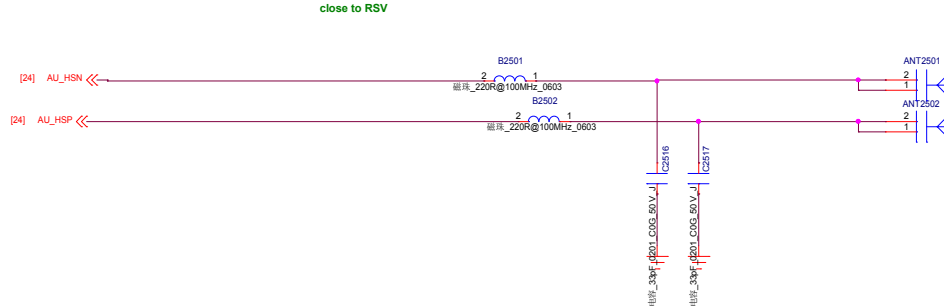 close to RSV
[24] AU_HSN
B2501
2 1
磁珠_220R@100MHz_0603
ANT2501
2
1
[24] AU_HSP
B2502
2 1
磁珠_220R@100MHz_0603
ANT2502
2
1
C2516
电容_33pF_0201_C0G_50 V_J
C2517
电容_33pF_0201_C0G_50 V_J